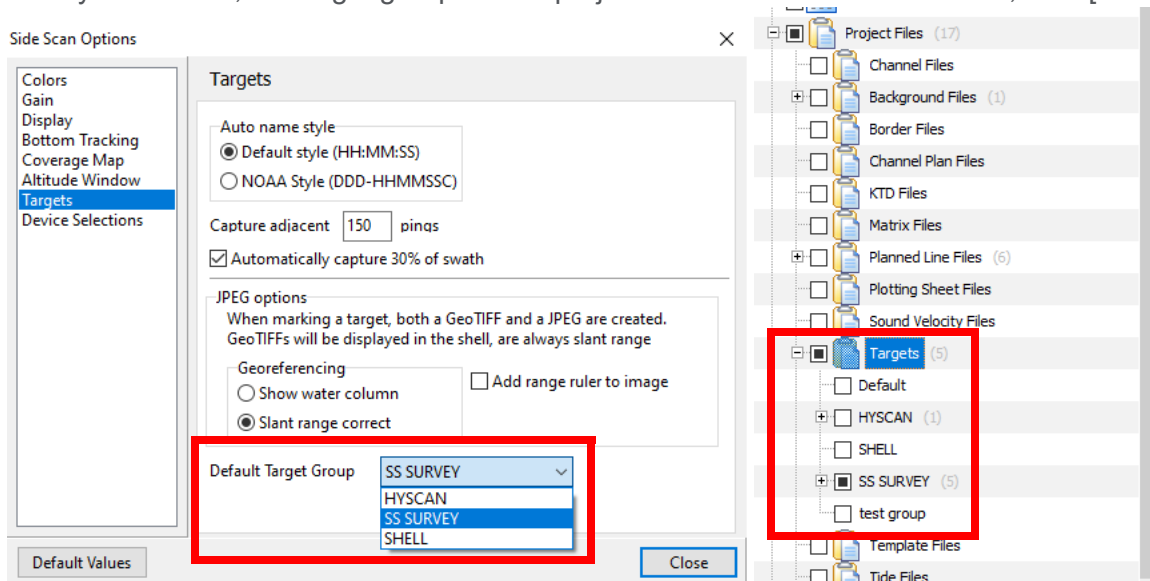 Side Scan Options
Colors
Gain
Display
Bottom Tracking
Coverage Map
Altitude Window
Targets
Device Selections
Targets
Auto name style
Default style (HH:MM:SS)
NOAA Style (DDD-HHMMSSC)
Capture adjacent 150 pings
Automatically capture 30% of swath
JPEG options
When marking a target, both a GeoTIFF and a JPEG are created.
GeoTIFFs will be displayed in the shell, are always slant range
Georeferencing
Show water column
Slant range correct
Add range ruler to image
Default Target Group SS SURVEY
HYSCAN
SS SURVEY
SHELL
Default Values
Close
Project Files (17)
Channel Files
Background Files (1)
Border Files
Channel Plan Files
KTD Files
Matrix Files
Planned Line Files (6)
Plotting Sheet Files
Sound Velocity Files
Targets (5)
Default
HYSCAN (1)
SHELL
SS SURVEY (5)
test group
Template Files
Tide Files